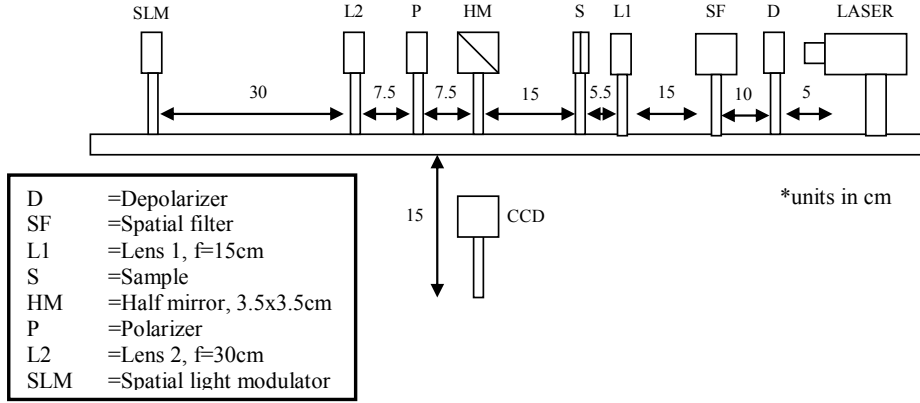 SLM L2 P HM S L1 SF D LASER
30 7.5 7.5 15 5.5 15 10 5
15 CCD *units in cm
D =Depolarizer
SF =Spatial filter
L1 =Lens 1, f=15cm
S =Sample
HM =Half mirror, 3.5x3.5cm
P =Polarizer
L2 =Lens 2, f=30cm
SLM =Spatial light modulator